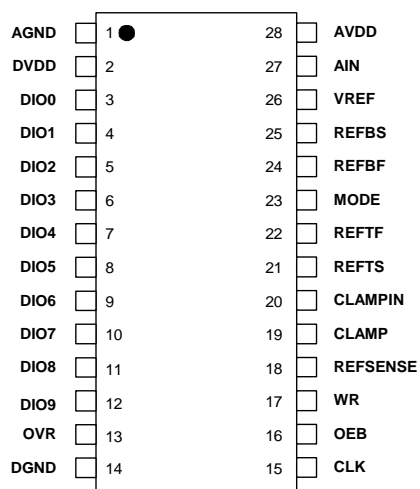 AGND 1 28 AVDD
DVDD 2 27 AIN
DIO0 3 26 VREF
DIO1 4 25 REFBS
DIO2 5 24 REFBF
DIO3 6 23 MODE
DIO4 7 22 REFTF
DIO5 8 21 REFTS
DIO6 9 20 CLAMPIN
DIO7 10 19 CLAMP
DIO8 11 18 REFSENSE
DIO9 12 17 WR
OVR 13 16 OEB
DGND 14 15 CLK